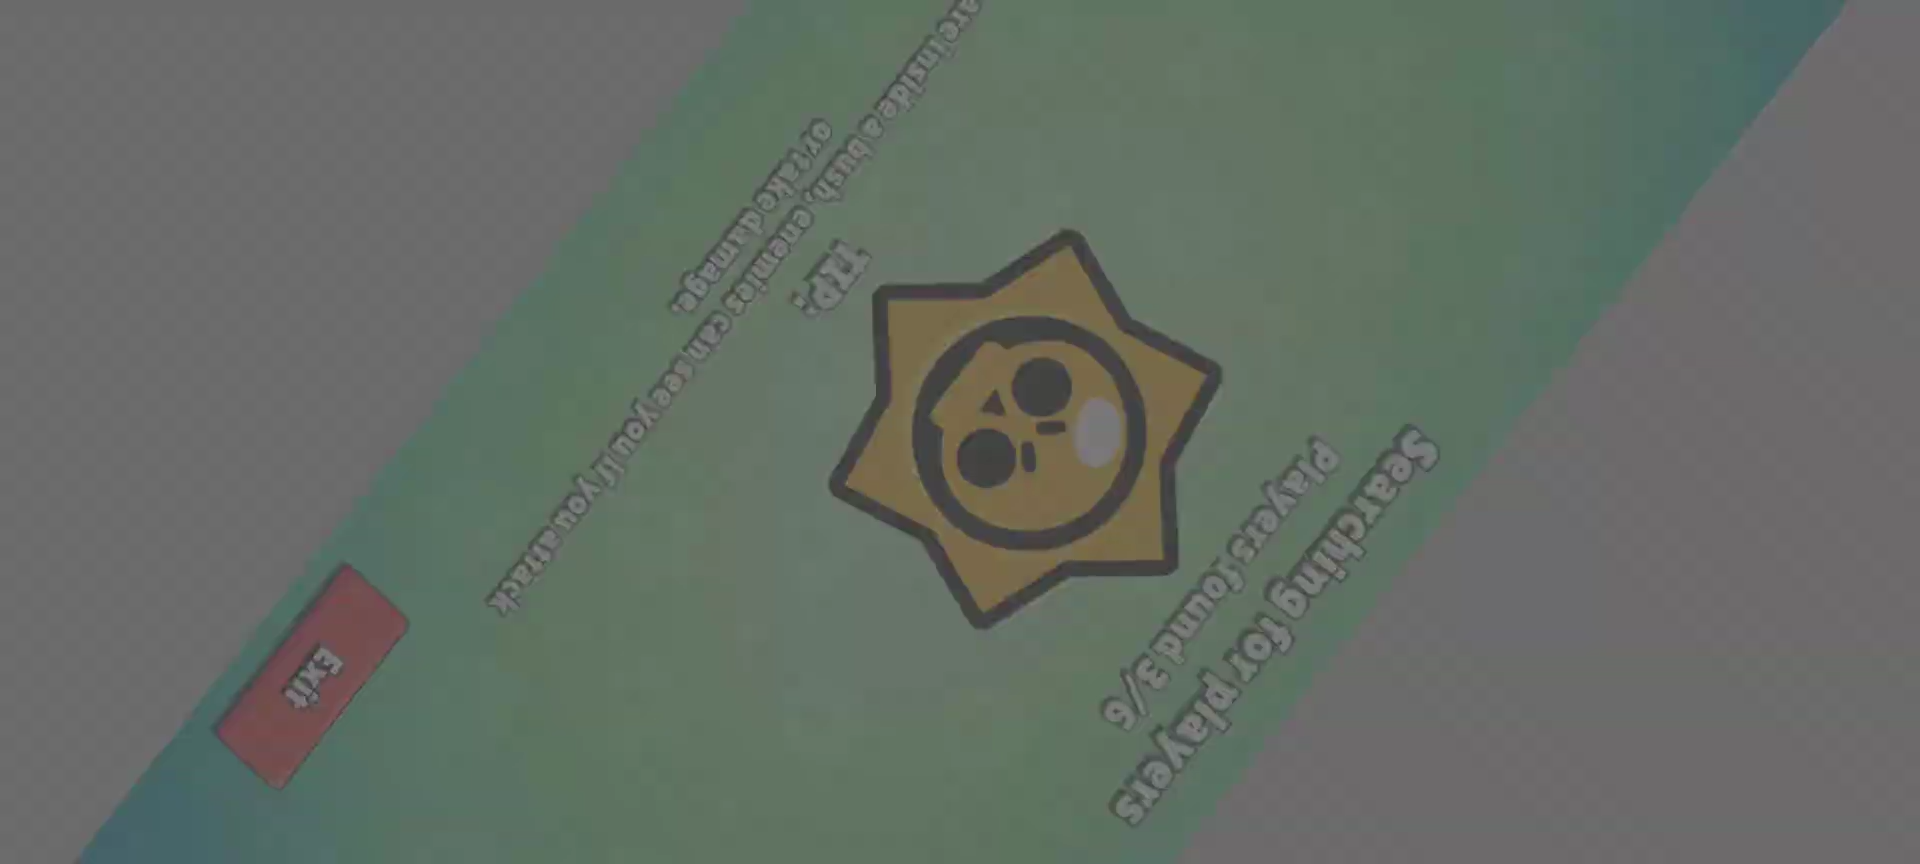 Searching for players
Players found 3/6
TIP:
are inside a bush, enemies can see you if you attack
or take damage.
Exit